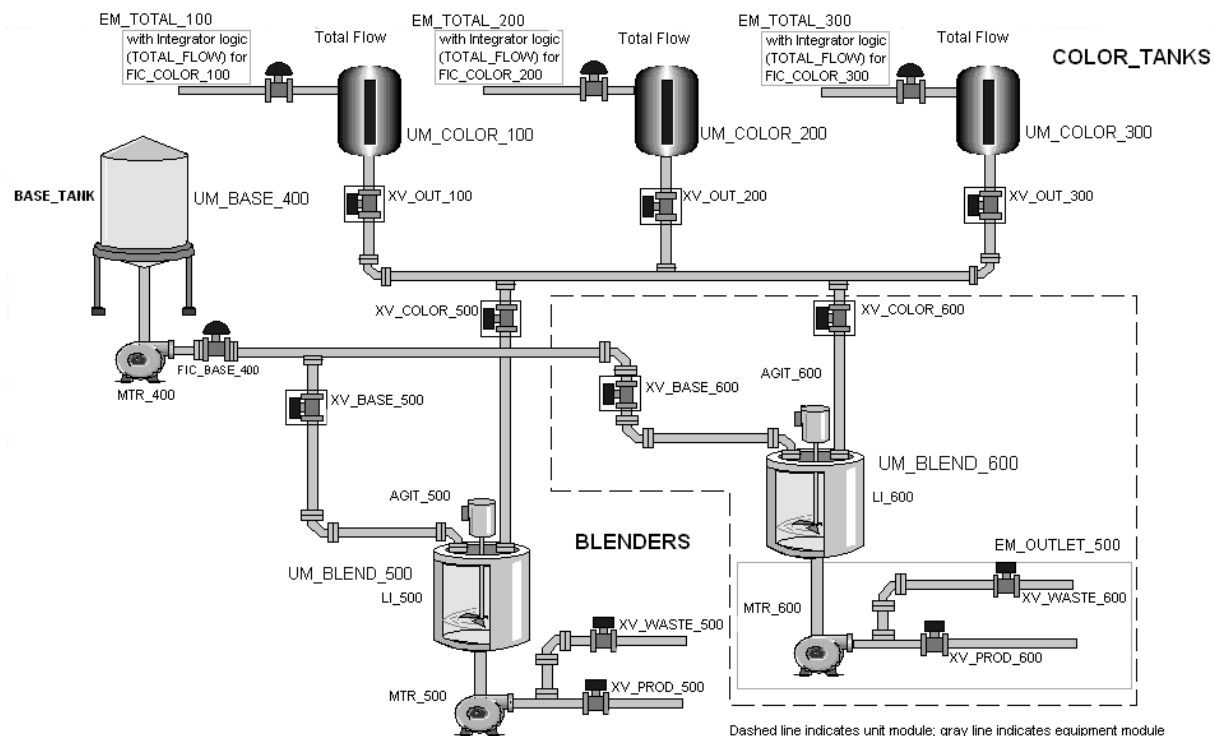 EM_TOTAL_100
with Integrator logic
(TOTAL_FLOW) for
FIC_COLOR_100
Total Flow
EM_TOTAL_200
with Integrator logic
(TOTAL_FLOW) for
FIC_COLOR_200
Total Flow
EM_TOTAL_300
with Integrator logic
(TOTAL_FLOW) for
FIC_COLOR_300
Total Flow
COLOR_TANKS
UM_COLOR_100
UM_COLOR_200
UM_COLOR_300
BASE_TANK
UM_BASE_400
XV_OUT_100
XV_OUT_200
XV_OUT_300
XV_COLOR_500
XV_COLOR_600
FIC_BASE_400
MTR_400
XV_BASE_500
XV_BASE_600
AGIT_600
UM_BLEND_600
LI_600
AGIT_500
BLENDERS
UM_BLEND_500
LI_500
EM_OUTLET_500
MTR_600
XV_WASTE_600
XV_PROD_600
XV_WASTE_500
MTR_500
XV_PROD_500
Dashed line indicates unit module; gray line indicates equipment module